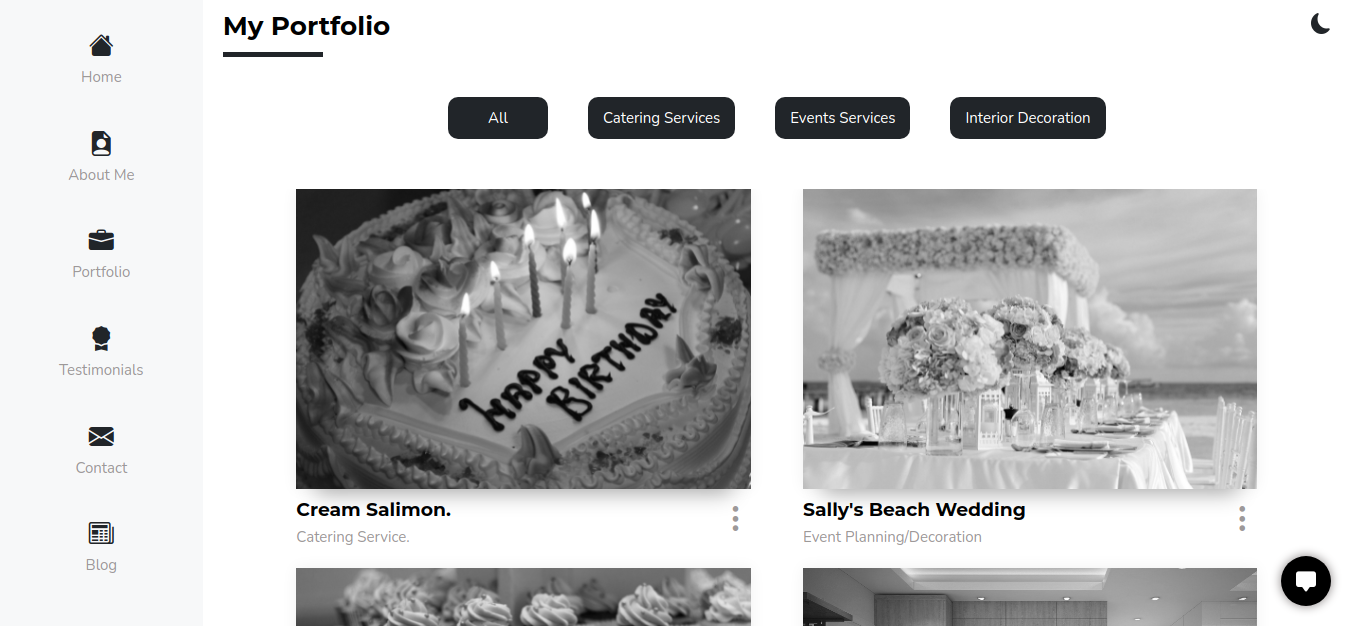 My Portfolio
Home
About Me
Portfolio
Testimonials
Contact
Blog
All
Catering Services
Events Services
Interior Decoration
HAPPY
BIRTHDAY
Cream Salimon.
Catering Service.
Sally's Beach Wedding
Event Planning/Decoration